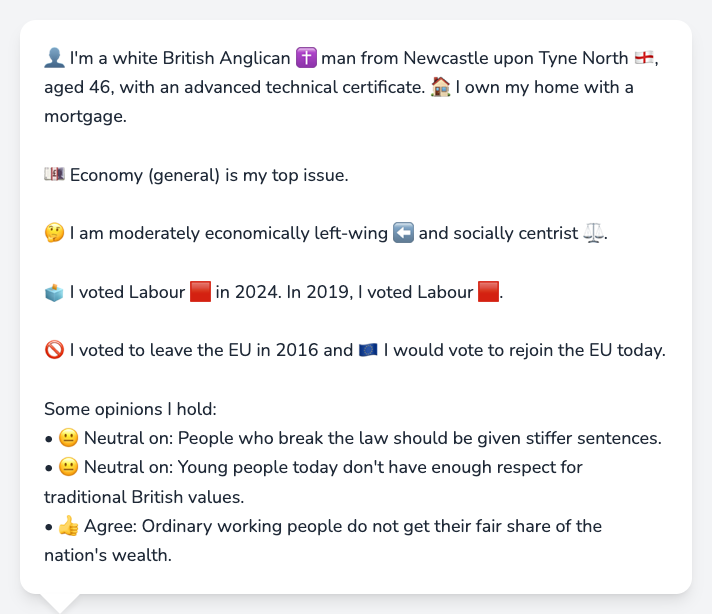 👤 I'm a white British Anglican ✝️ man from Newcastle upon Tyne North 🏴󠁧󠁢󠁥󠁮󠁧󠁿,
aged 46, with an advanced technical certificate. 🏠 I own my home with a
mortgage.
💷 Economy (general) is my top issue.
🤔 I am moderately economically left-wing ⬅️ and socially centrist ⚖️.
🗳️ I voted Labour 🟥 in 2024. In 2019, I voted Labour 🟥.
🚫 I voted to leave the EU in 2016 and 🇪🇺 I would vote to rejoin the EU today.
Some opinions I hold:
• 😐 Neutral on: People who break the law should be given stiffer sentences.
• 😐 Neutral on: Young people today don't have enough respect for
traditional British values.
• 👍 Agree: Ordinary working people do not get their fair share of the
nation's wealth.